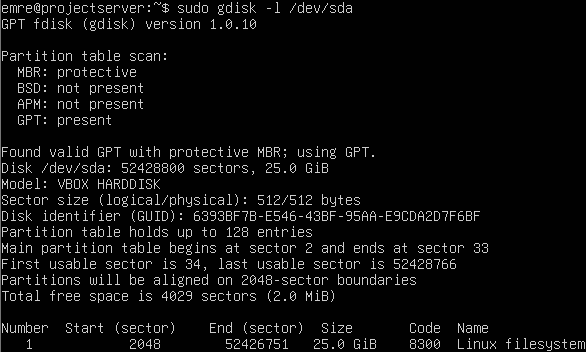 emre@projectserver:~$ sudo gdisk -l /dev/sda
GPT fdisk (gdisk) version 1.0.10

Partition table scan:
  MBR: protective
  BSD: not present
  APM: not present
  GPT: present

Found valid GPT with protective MBR; using GPT.
Disk /dev/sda: 52428800 sectors, 25.0 GiB
Model: VBOX HARDDISK
Sector size (logical/physical): 512/512 bytes
Disk identifier (GUID): 6393BF7B-E546-43BF-95AA-E9CDA2D7F6BF
Partition table holds up to 128 entries
Main partition table begins at sector 2 and ends at sector 33
First usable sector is 34, last usable sector is 52428766
Partitions will be aligned on 2048-sector boundaries
Total free space is 4029 sectors (2.0 MiB)

Number  Start (sector)    End (sector)  Size       Code  Name
   1            2048        52426751   25.0 GiB    8300  Linux filesystem